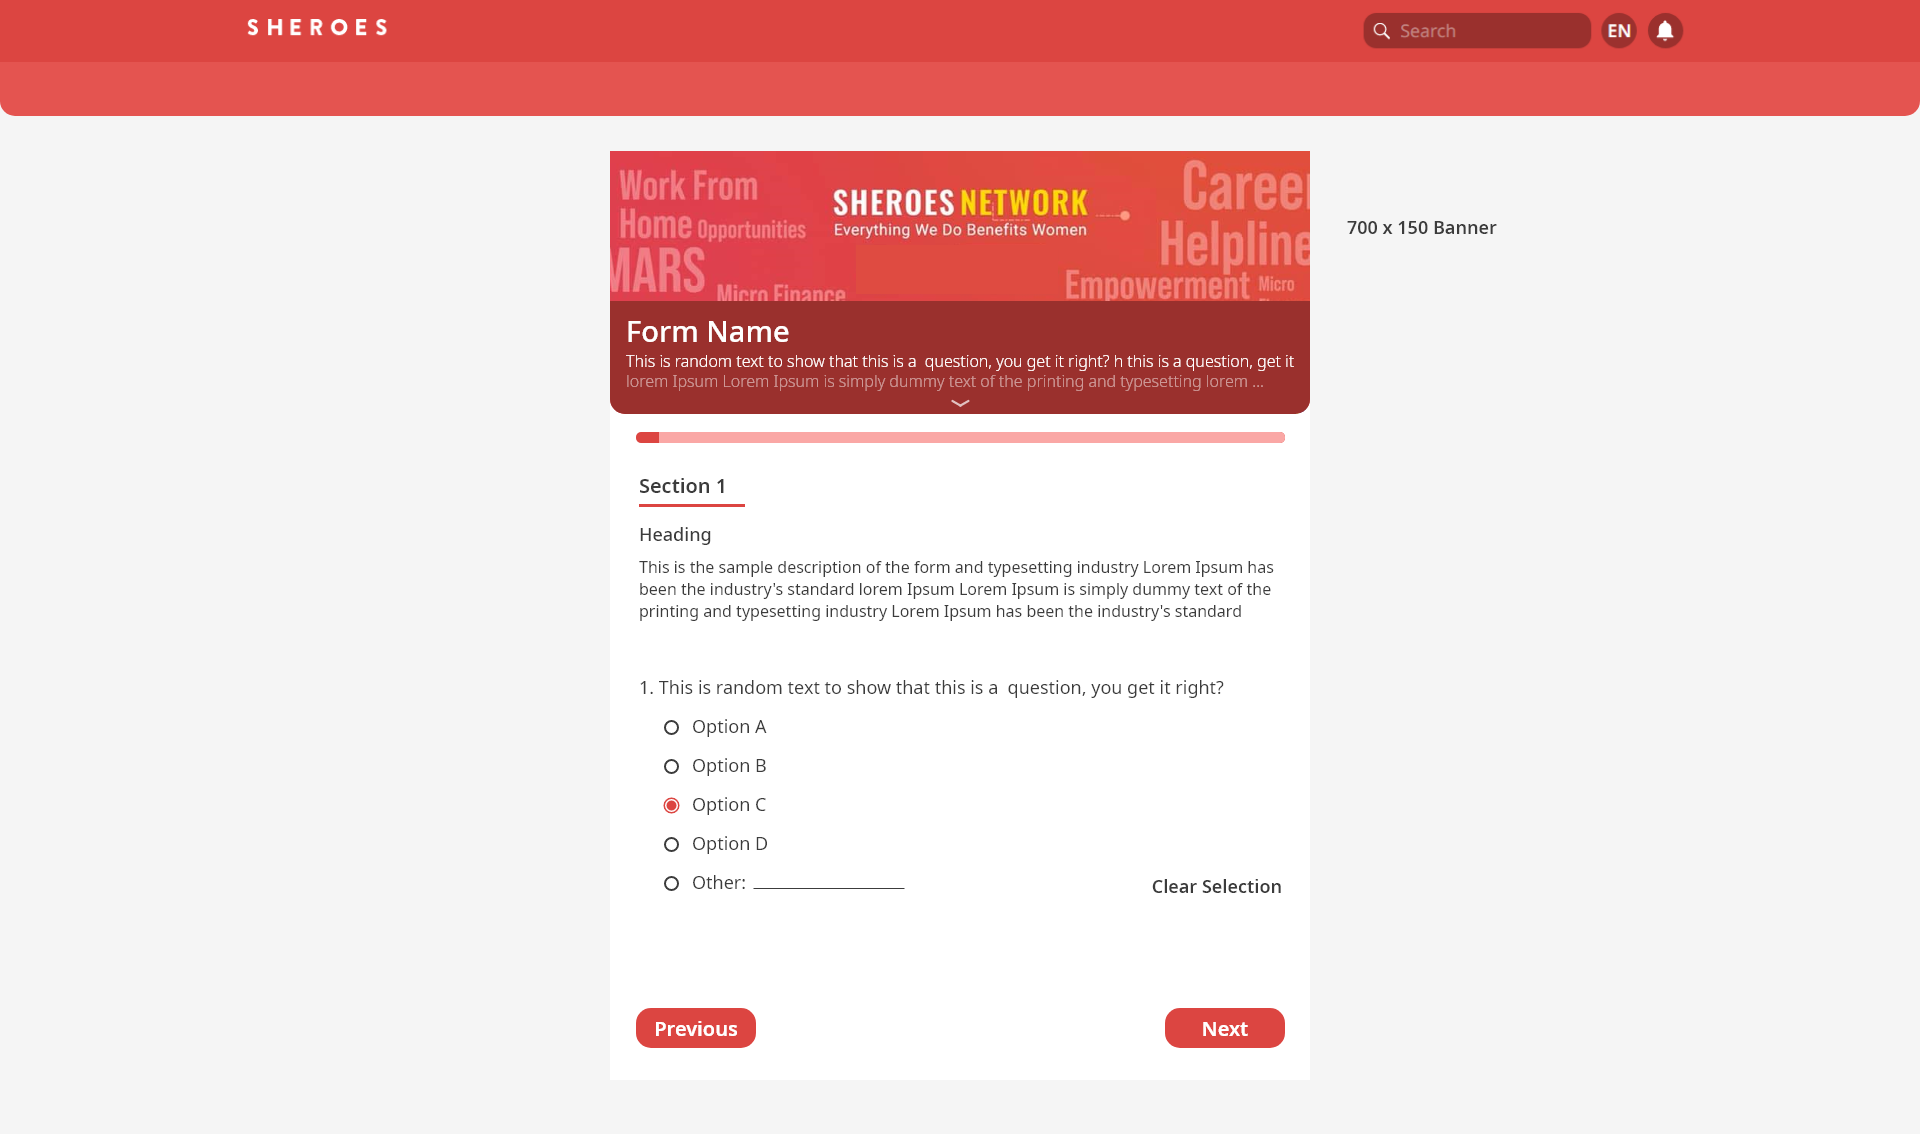 SHEROES
Search
EN
Work From
Home Opportunities
MARS
Micro Finance
SHEROES NETWORK
Everything We Do Benefits Women
Career
Helpline
Empowerment Micro
700 x 150 Banner
Form Name
This is random text to show that this is a  question, you get it right? h this is a question, get it
lorem Ipsum Lorem Ipsum is simply dummy text of the printing and typesetting lorem ...
Section 1
Heading
This is the sample description of the form and typesetting industry Lorem Ipsum has
been the industry's standard lorem Ipsum Lorem Ipsum is simply dummy text of the
printing and typesetting industry Lorem Ipsum has been the industry's standard
1. This is random text to show that this is a  question, you get it right?
Option A
Option B
Option C
Option D
Other:
Clear Selection
Previous
Next